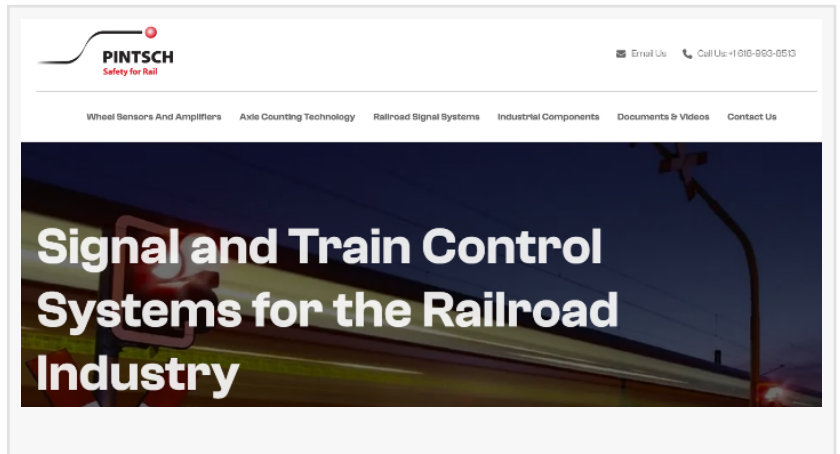 PINTSCH
Safety for Rail
Email Us
Call Us: +1 618-993-8513
Wheel Sensors And Amplifiers
Axle Counting Technology
Railroad Signal Systems
Industrial Components
Documents & Videos
Contact Us
Signal and Train Control
Systems for the Railroad
Industry